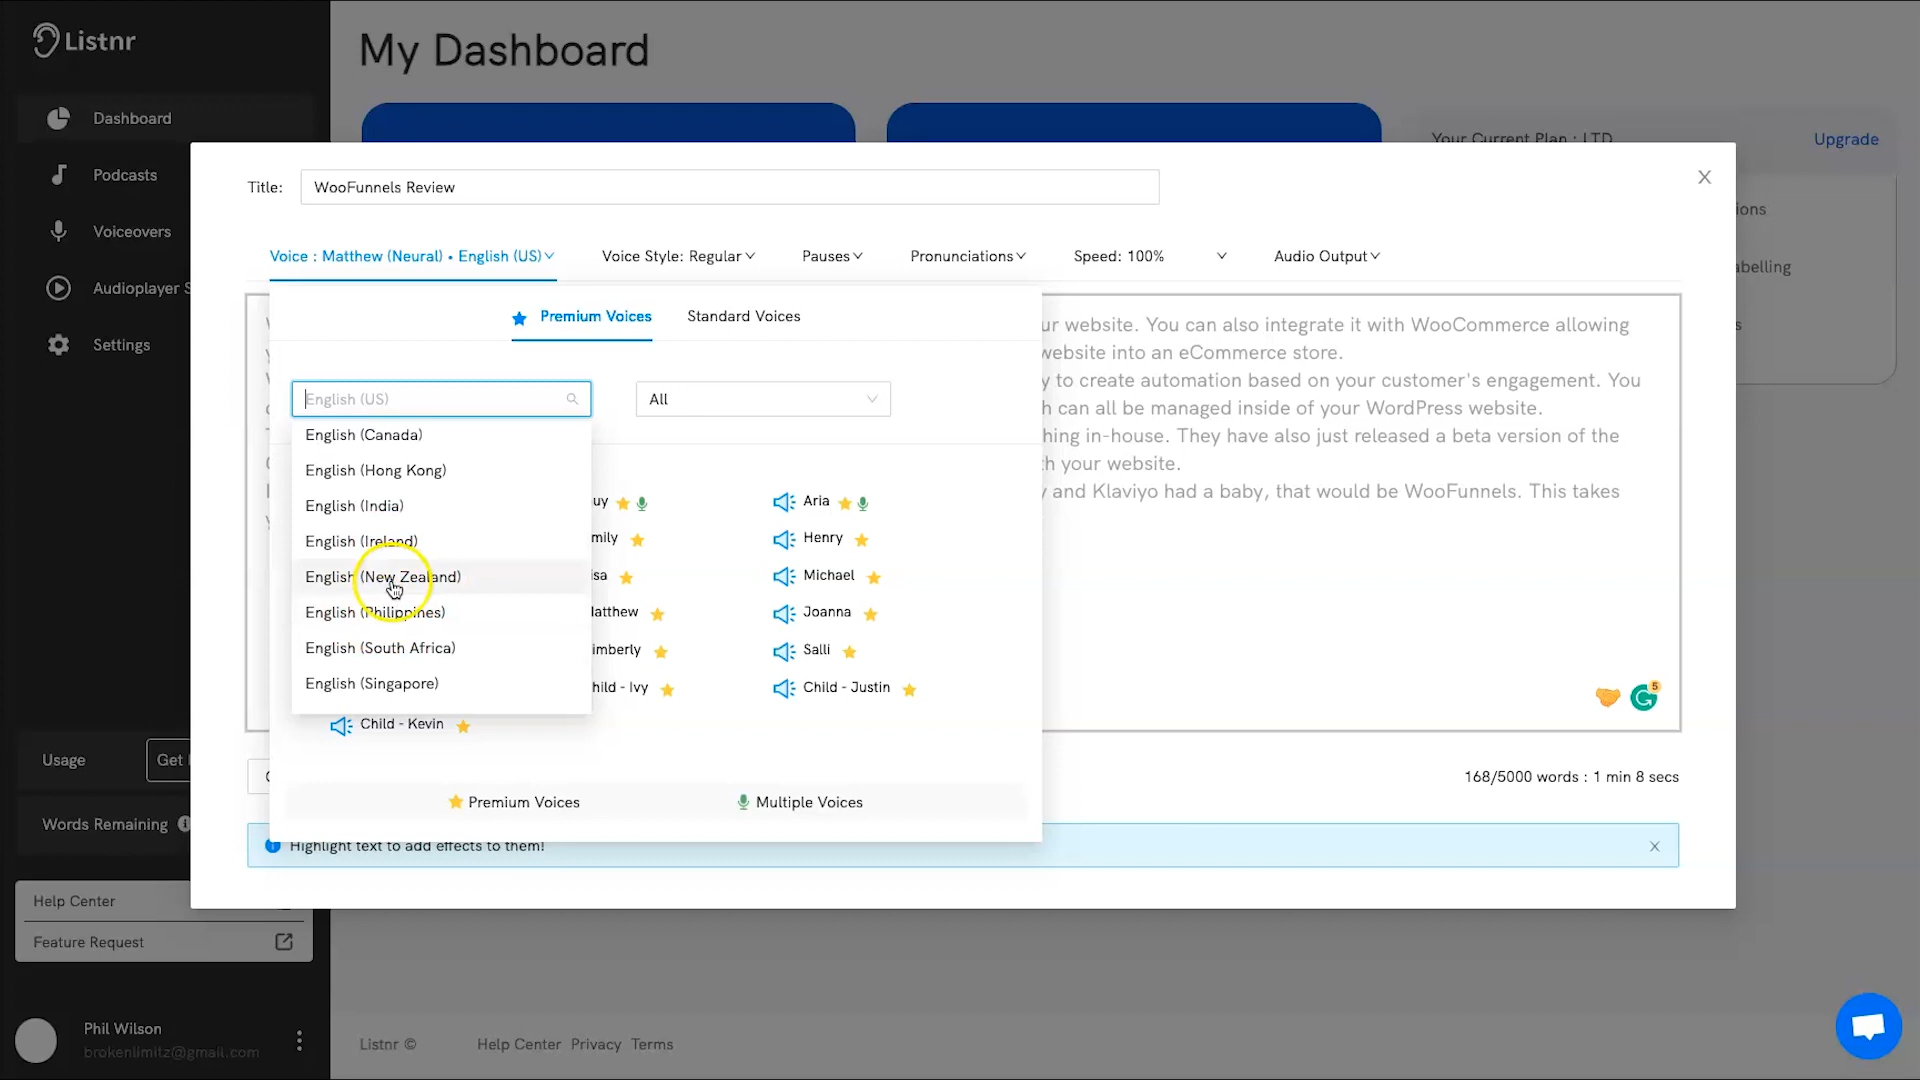 Listnr
My Dashboard
Dashboard
Podcasts
Voiceovers
Audioplayer S
Settings
Your Current Plan : LTD
Upgrade
ions
abelling
s
Title:
WooFunnels Review
Voice : Matthew (Neural) • English (US)
Voice Style: Regular
Pauses
Pronunciations
Speed: 100%
Audio Output
Premium Voices
Standard Voices
English (US)
All
English (Canada)
English (Hong Kong)
English (India)
English (Ireland)
English (New Zealand)
English (Philippines)
English (South Africa)
English (Singapore)
uy
Aria
mily
Henry
isa
Michael
Matthew
Joanna
imberly
Salli
hild - Ivy
Child - Justin
Child - Kevin
Premium Voices
Multiple Voices
ur website. You can also integrate it with WooCommerce allowing
website into an eCommerce store.
y to create automation based on your customer's engagement. You
h can all be managed inside of your WordPress website.
hing in-house. They have also just released a beta version of the
h your website.
y and Klaviyo had a baby, that would be WooFunnels. This takes
5
168/5000 words : 1 min 8 secs
Highlight text to add effects to them!
Usage
Get
Words Remaining
Help Center
Feature Request
Phil Wilson
brokenlimitz@gmail.com
Listnr ©
Help Center
Privacy
Terms